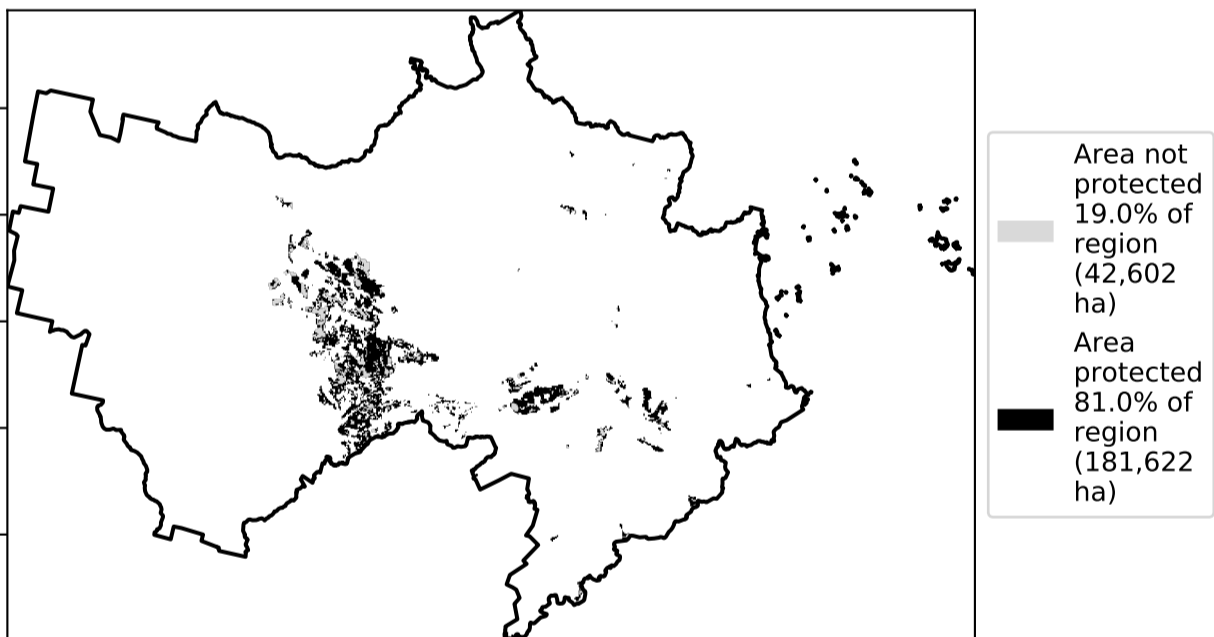 Area not
protected
19.0% of
region
(42,602
ha)
Area
protected
81.0% of
region
(181,622
ha)